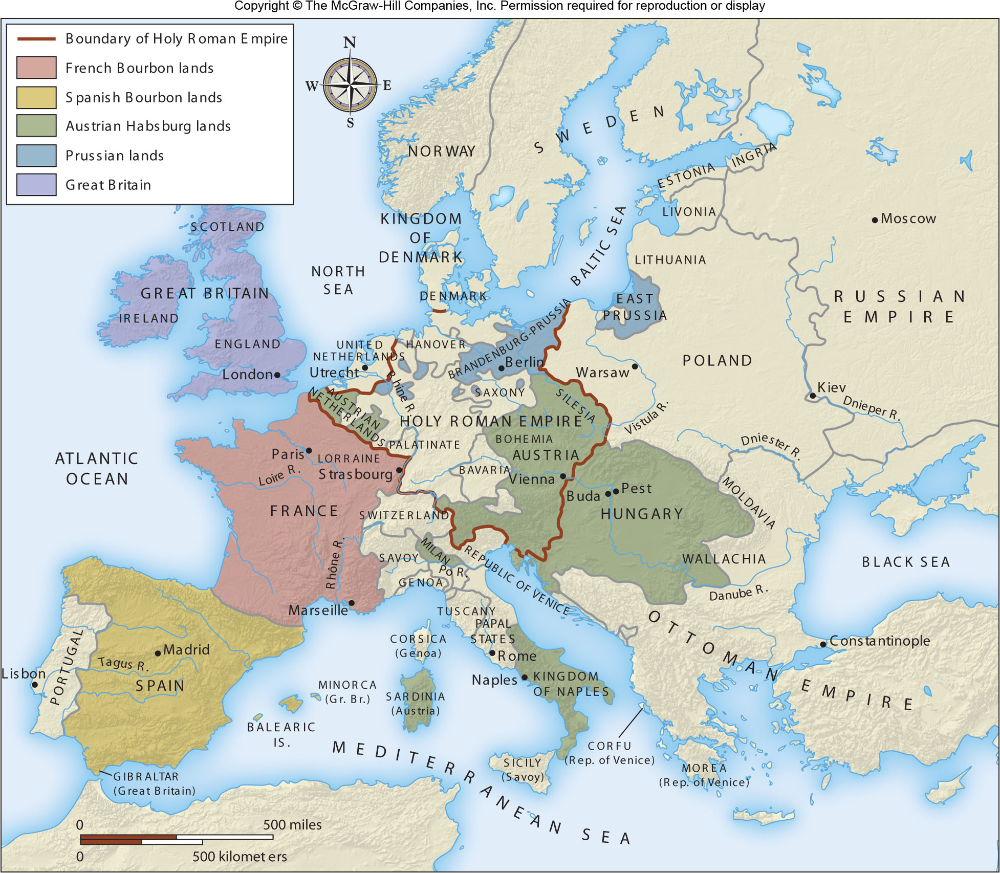 Copyright © The McGraw-Hill Companies, Inc. Permission required for reproduction or display
Boundary of Holy Roman Empire
French Bourbon lands
Spanish Bourbon lands
Austrian Habsburg lands
Prussian lands
Great Britain
N
W
E
S
SWEDEN
NORWAY
INGRIA
ESTONIA
LIVONIA
Moscow
SCOTLAND
KINGDOM
OF
DENMARK
BALTIC SEA
LITHUANIA
NORTH
SEA
GREAT BRITAIN
DENMARK
EAST
PRUSSIA
RUSSIAN
EMPIRE
IRELAND
ENGLAND
UNITED
NETHERLANDS
HANOVER
BRANDENBURG-PRUSSIA
Berlin
POLAND
London
Utrecht
Warsaw
Rhine R.
Kiev
Dnieper R.
AUSTRIAN
NETHERLANDS
SAXONY
SILESIA
Vistula R.
HOLY ROMAN EMPIRE
BOHEMIA
PALATINATE
Dniester R.
ATLANTIC
OCEAN
Paris
LORRAINE
AUSTRIA
Loire R.
Strasbourg
BAVARIA
Vienna
Buda
Pest
MOLDAVIA
FRANCE
SWITZERLAND
HUNGARY
Rhône R.
SAVOY
MILAN
Po R.
REPUBLIC OF VENICE
WALLACHIA
BLACK SEA
GENOA
Danube R.
Marseille
TUSCANY
PAPAL
STATES
OTTOMAN EMPIRE
PORTUGAL
Madrid
CORSICA
(Genoa)
Rome
Constantinople
Tagus R.
Lisbon
SPAIN
Naples
KINGDOM
OF NAPLES
MINORCA
(Gr. Br.)
SARDINIA
(Austria)
BALEARIC
IS.
MEDITERRANEAN SEA
CORFU
(Rep. of Venice)
SICILY
(Savoy)
MOREA
(Rep. of Venice)
GIBRALTAR
(Great Britain)
0
500 miles
0
500 kilometers